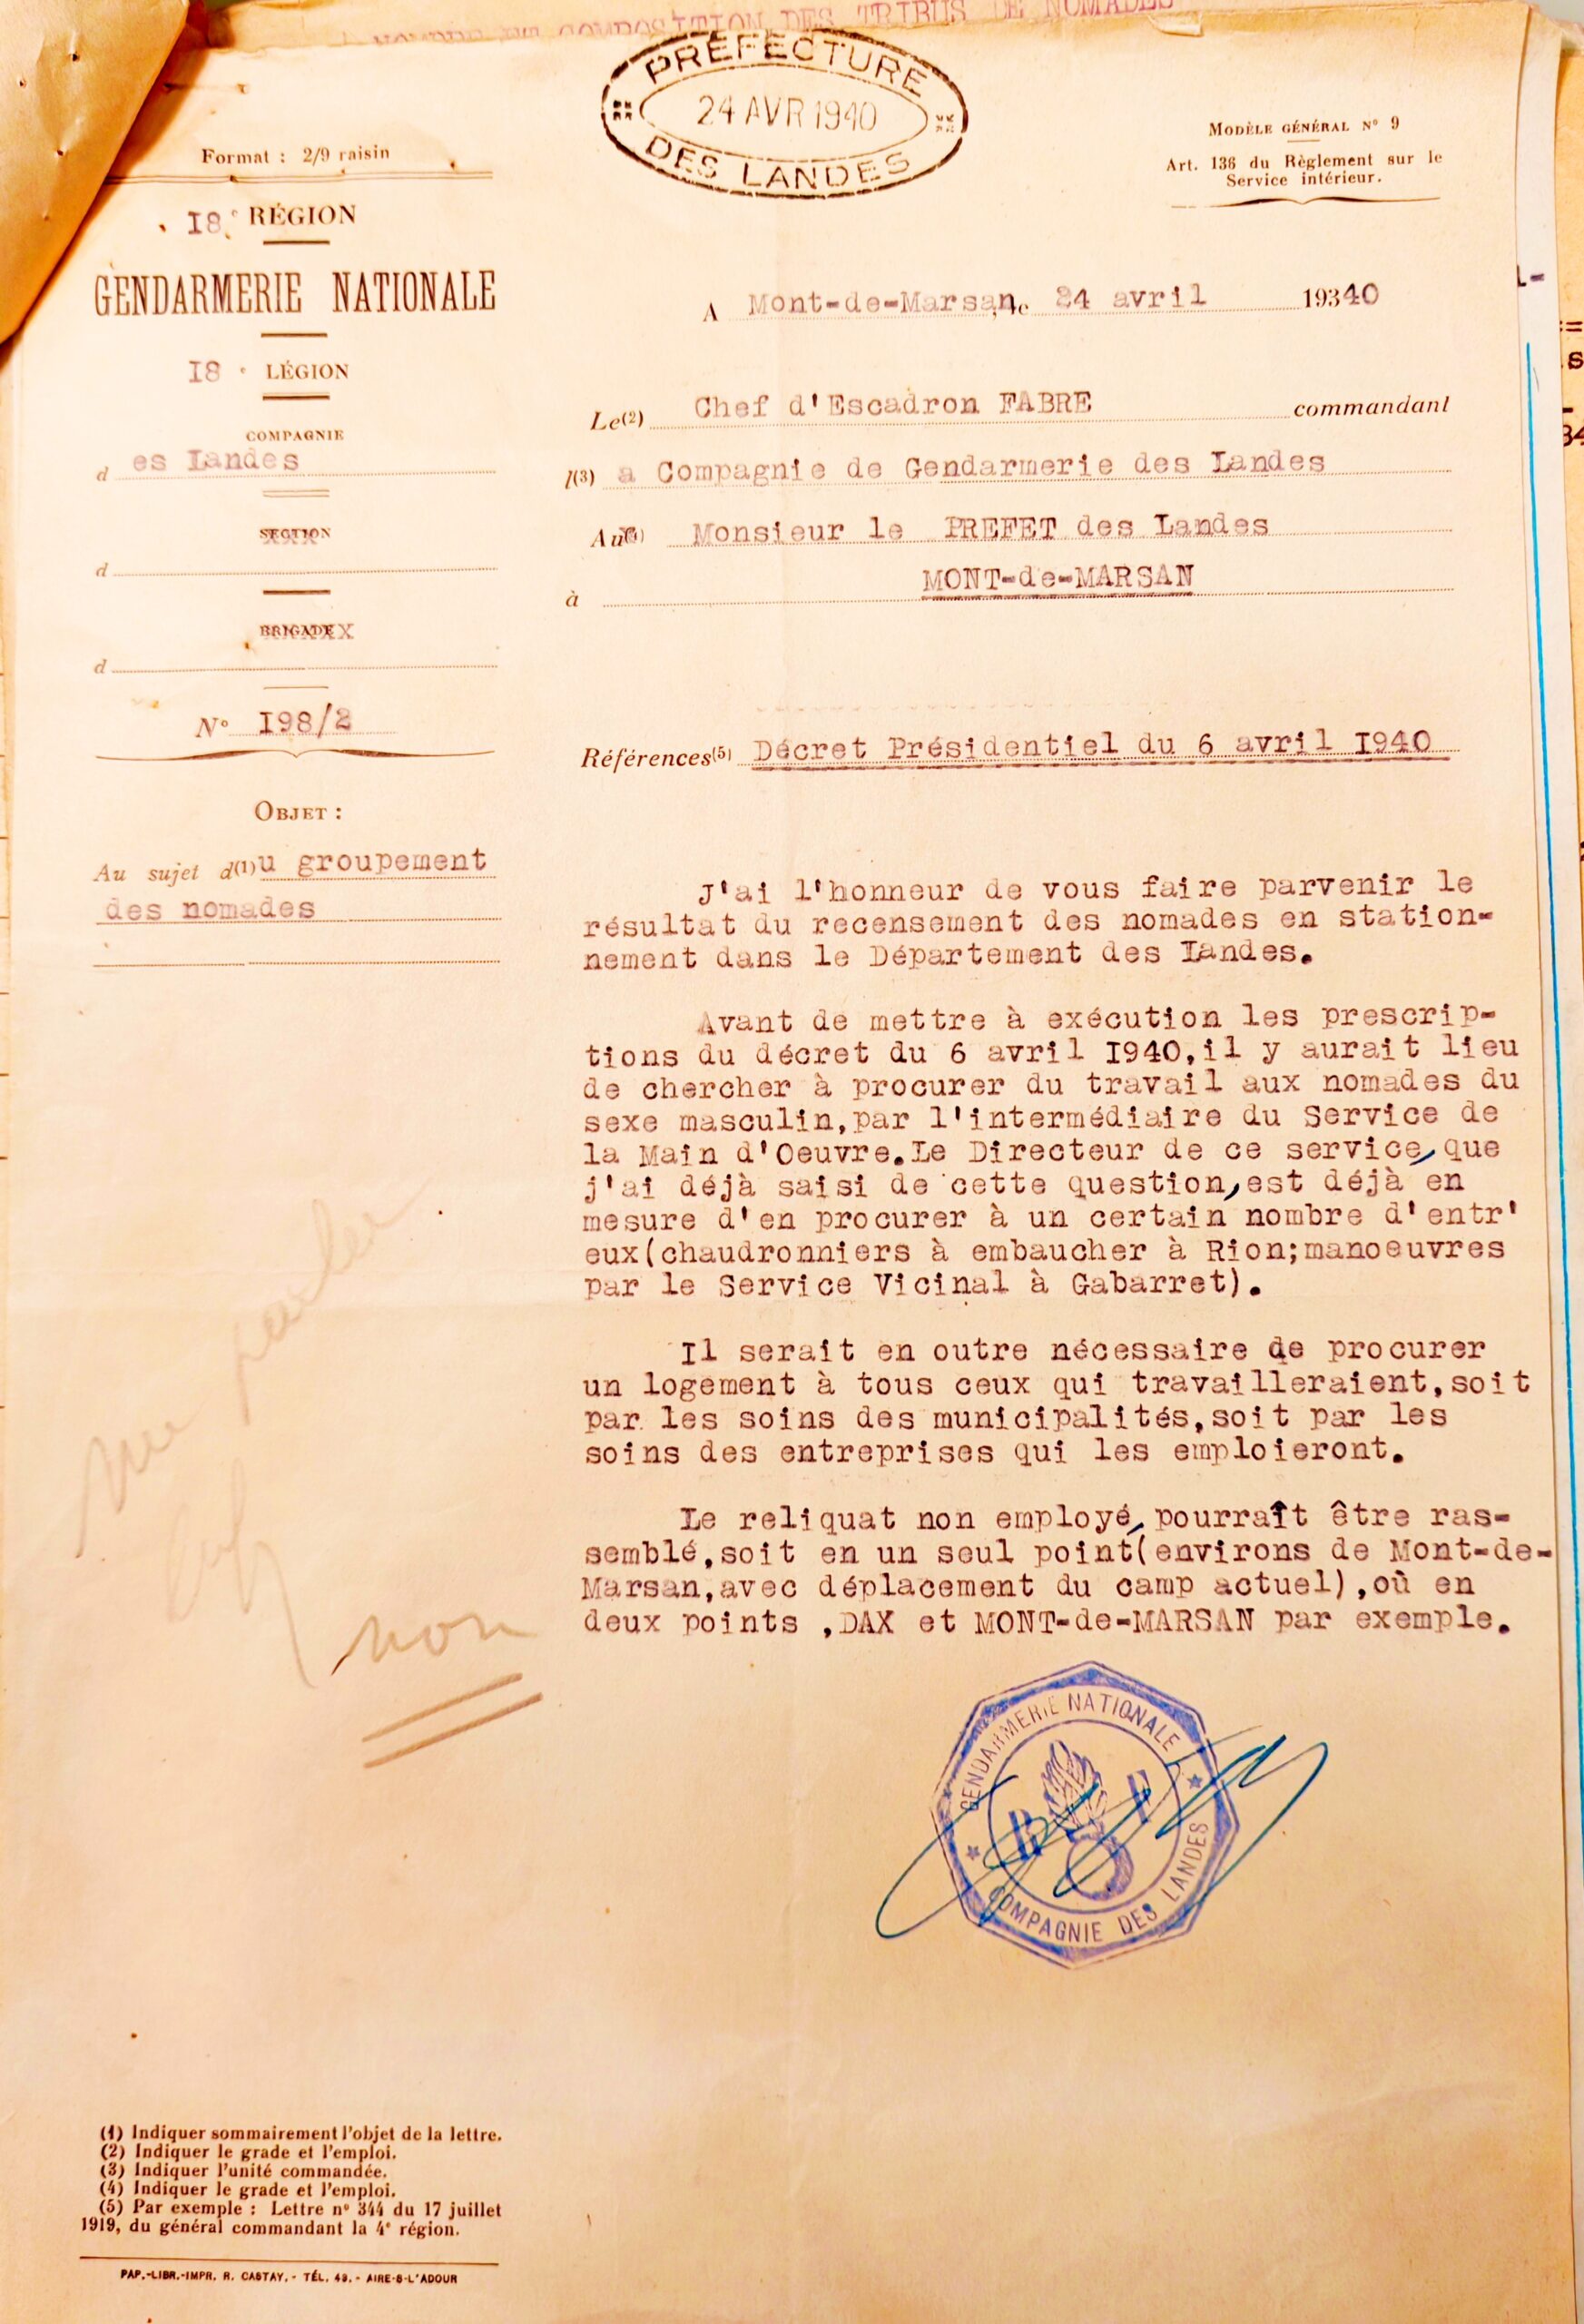 COMPOSITION DES TRIBUS DE NOMADES
PRÉFECTURE
24 AVR 1940
DES LANDES
Format : 2/9 raisin
MODÈLE GÉNÉRAL N° 9
Art. 136 du Règlement sur le
Service intérieur.
18e RÉGION
GENDARMERIE NATIONALE
18e LÉGION
COMPAGNIE
d es Landes
SECTION
d
BRIGADE
d
N° 198/2
OBJET :
Au sujet d(1)u groupement
des nomades
A Mont-de-Marsan, le 24 avril 19340
Le(2) Chef d'Escadron FABRE commandant
l(3) a Compagnie de Gendarmerie des Landes
Au(4) Monsieur le PREFET des Landes
à MONT-de-MARSAN
Références(5) Décret Présidentiel du 6 avril 1940
J'ai l'honneur de vous faire parvenir le
résultat du recensement des nomades en station-
nement dans le Département des Landes.
Avant de mettre à exécution les prescrip-
tions du décret du 6 avril 1940,il y aurait lieu
de chercher à procurer du travail aux nomades du
sexe masculin,par l'intermédiaire du Service de
la Main d'Oeuvre.Le Directeur de ce service,que
j'ai déjà saisi de cette question,est déjà en
mesure d'en procurer à un certain nombre d'entr'
eux(chaudronniers à embaucher à Rion;manoeuvres
par le Service Vicinal à Gabarret).
Il serait en outre nécessaire de procurer
un logement à tous ceux qui travailleraient,soit
par les soins des municipalités,soit par les
soins des entreprises qui les emploieront.
Le reliquat non employé,pourraît être ras-
semblé,soit en un seul point(environs de Mont-de-
Marsan,avec déplacement du camp actuel),où en
deux points ,DAX et MONT-de-MARSAN par exemple.
me parler
non
GENDARMERIE NATIONALE
R F
COMPAGNIE DES LANDES
(1) Indiquer sommairement l'objet de la lettre.
(2) Indiquer le grade et l'emploi.
(3) Indiquer l'unité commandée.
(4) Indiquer le grade et l'emploi.
(5) Par exemple : Lettre n° 344 du 17 juillet
1919, du général commandant la 4e région.
PAP.-LIBR.-IMPR. R. CASTAY. - TÉL. 49. - AIRE-S-L'ADOUR